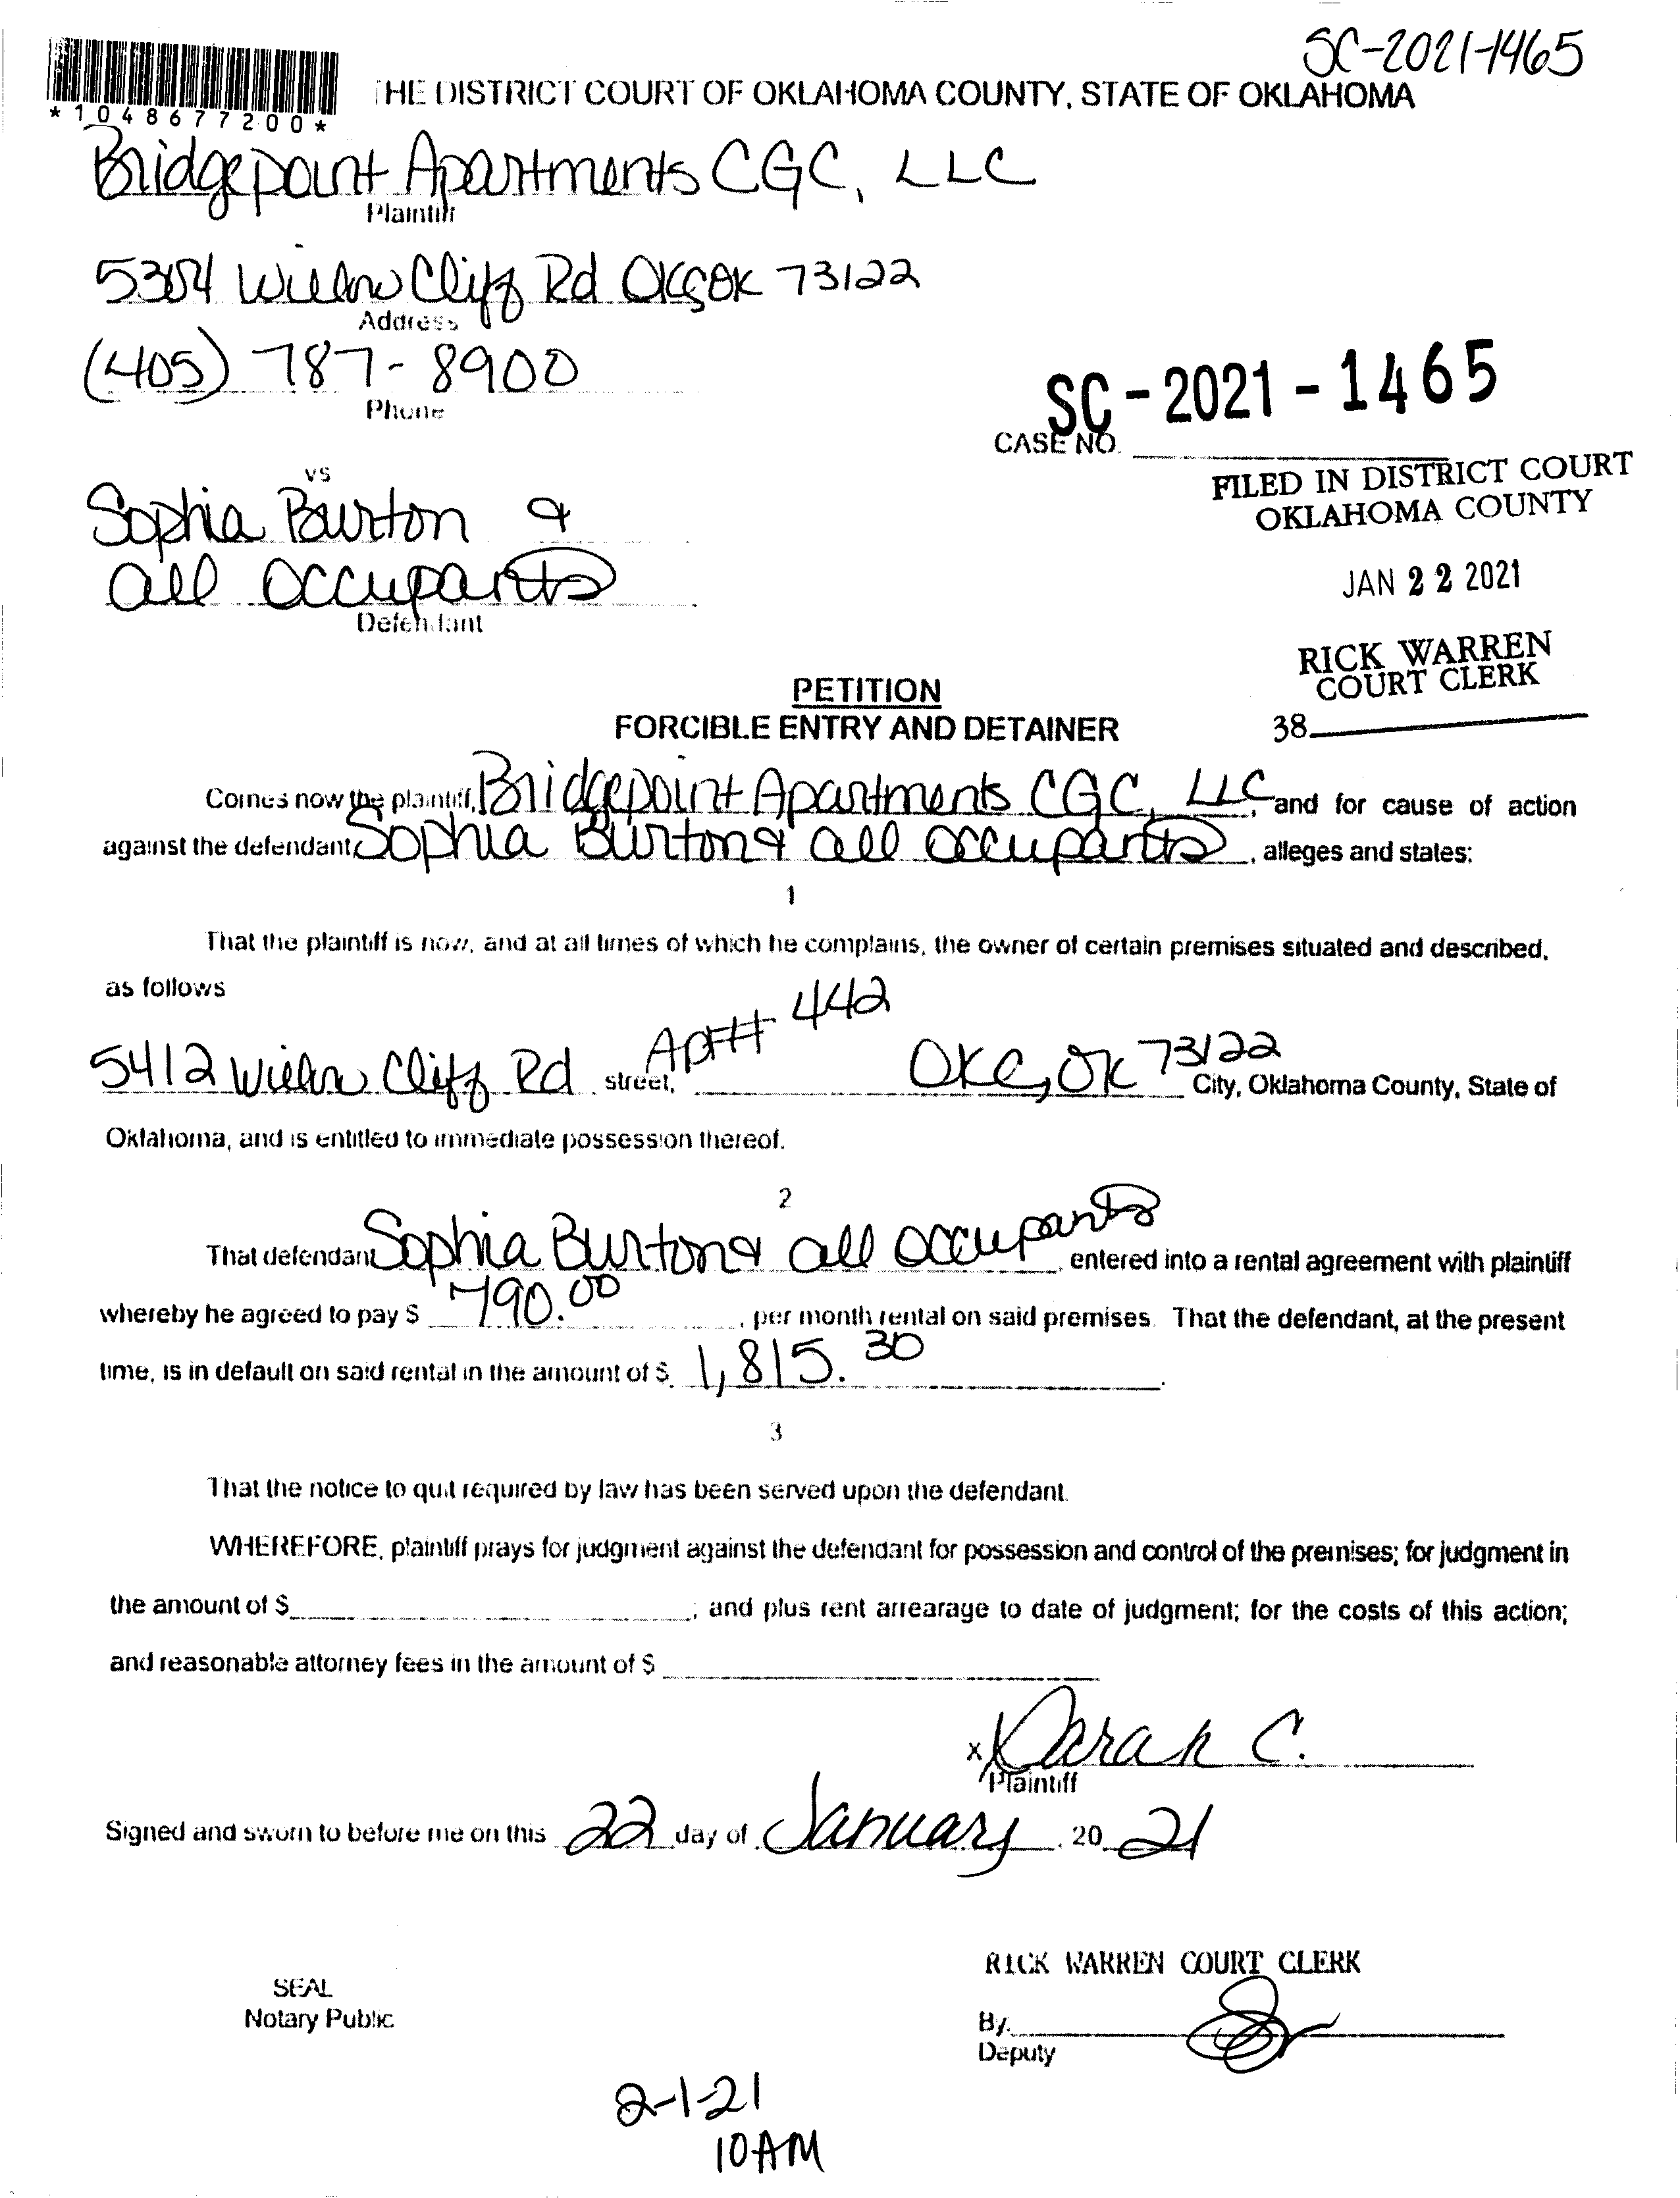 SC-2021-1465
*1048677200*
THE DISTRICT COURT OF OKLAHOMA COUNTY, STATE OF OKLAHOMA
Bridgepoint Apartments CGC, LLC
Plaintiff
5304 Willow Cliff Rd OKC OK 73122
Address
(405) 787-8900
Phone
SC-2021-1465
CASE NO.
FILED IN DISTRICT COURT
OKLAHOMA COUNTY
JAN 22 2021
RICK WARREN
COURT CLERK
38
vs
Sophia Burton &
all occupants
Defendant
PETITION
FORCIBLE ENTRY AND DETAINER
Comes now the plaintiff, Bridgepoint Apartments CGC, LLC, and for cause of action
against the defendant, Sophia Burton & all occupants, alleges and states:
1
That the plaintiff is now, and at all times of which he complains, the owner of certain premises situated and described,
as follows
5412 Willow Cliff Rd street, Apt# 442 OKC, OK 73122 City, Oklahoma County, State of
Oklahoma, and is entitled to immediate possession thereof.
2
That defendant Sophia Burton & all occupants, entered into a rental agreement with plaintiff
whereby he agreed to pay $ 790.00, per month rental on said premises. That the defendant, at the present
time, is in default on said rental in the amount of $ 1,815.30.
3
That the notice to quit required by law has been served upon the defendant.
WHEREFORE, plaintiff prays for judgment against the defendant for possession and control of the premises; for judgment in
the amount of $ ; and plus rent arrearage to date of judgment; for the costs of this action;
and reasonable attorney fees in the amount of $
x Darah C.
Plaintiff
Signed and sworn to before me on this 22 day of January, 20 21
RICK WARREN COURT CLERK
SEAL
Notary Public
By.
Deputy
2-1-21
10AM